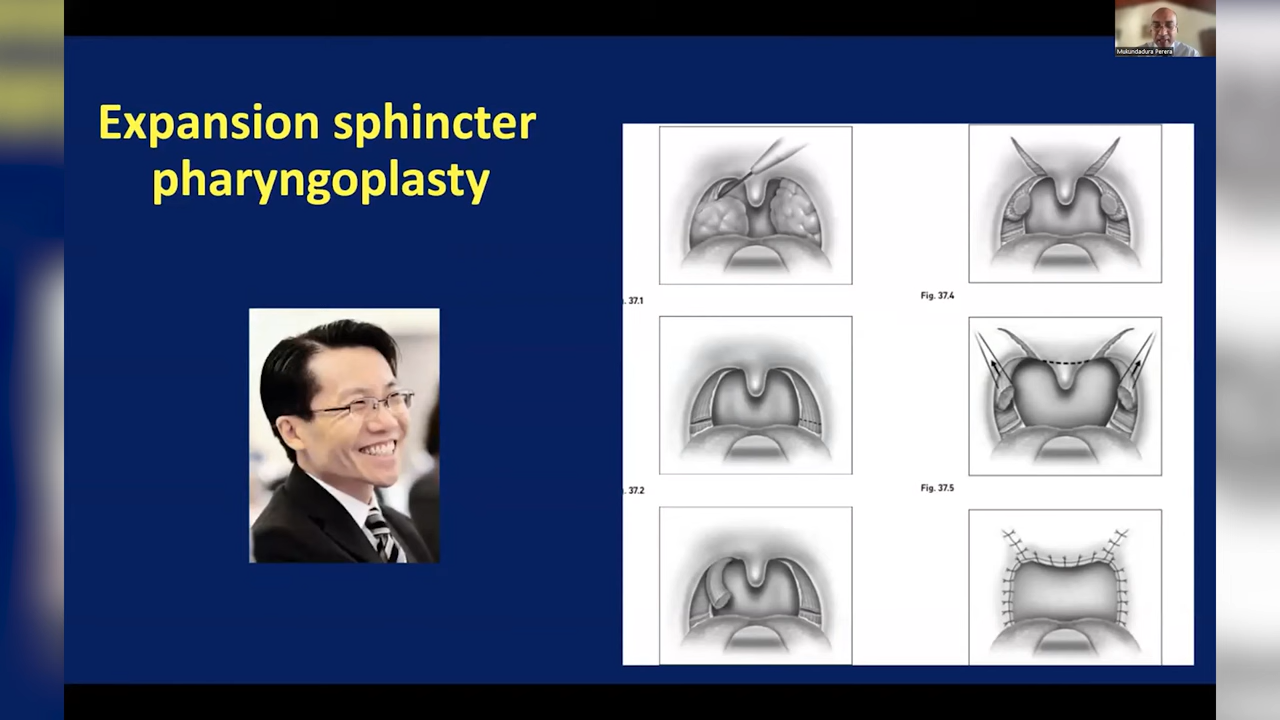 Mukundadura Perera
Expansion sphincter
pharyngoplasty
. 37.1
Fig. 37.4
. 37.2
Fig. 37.5